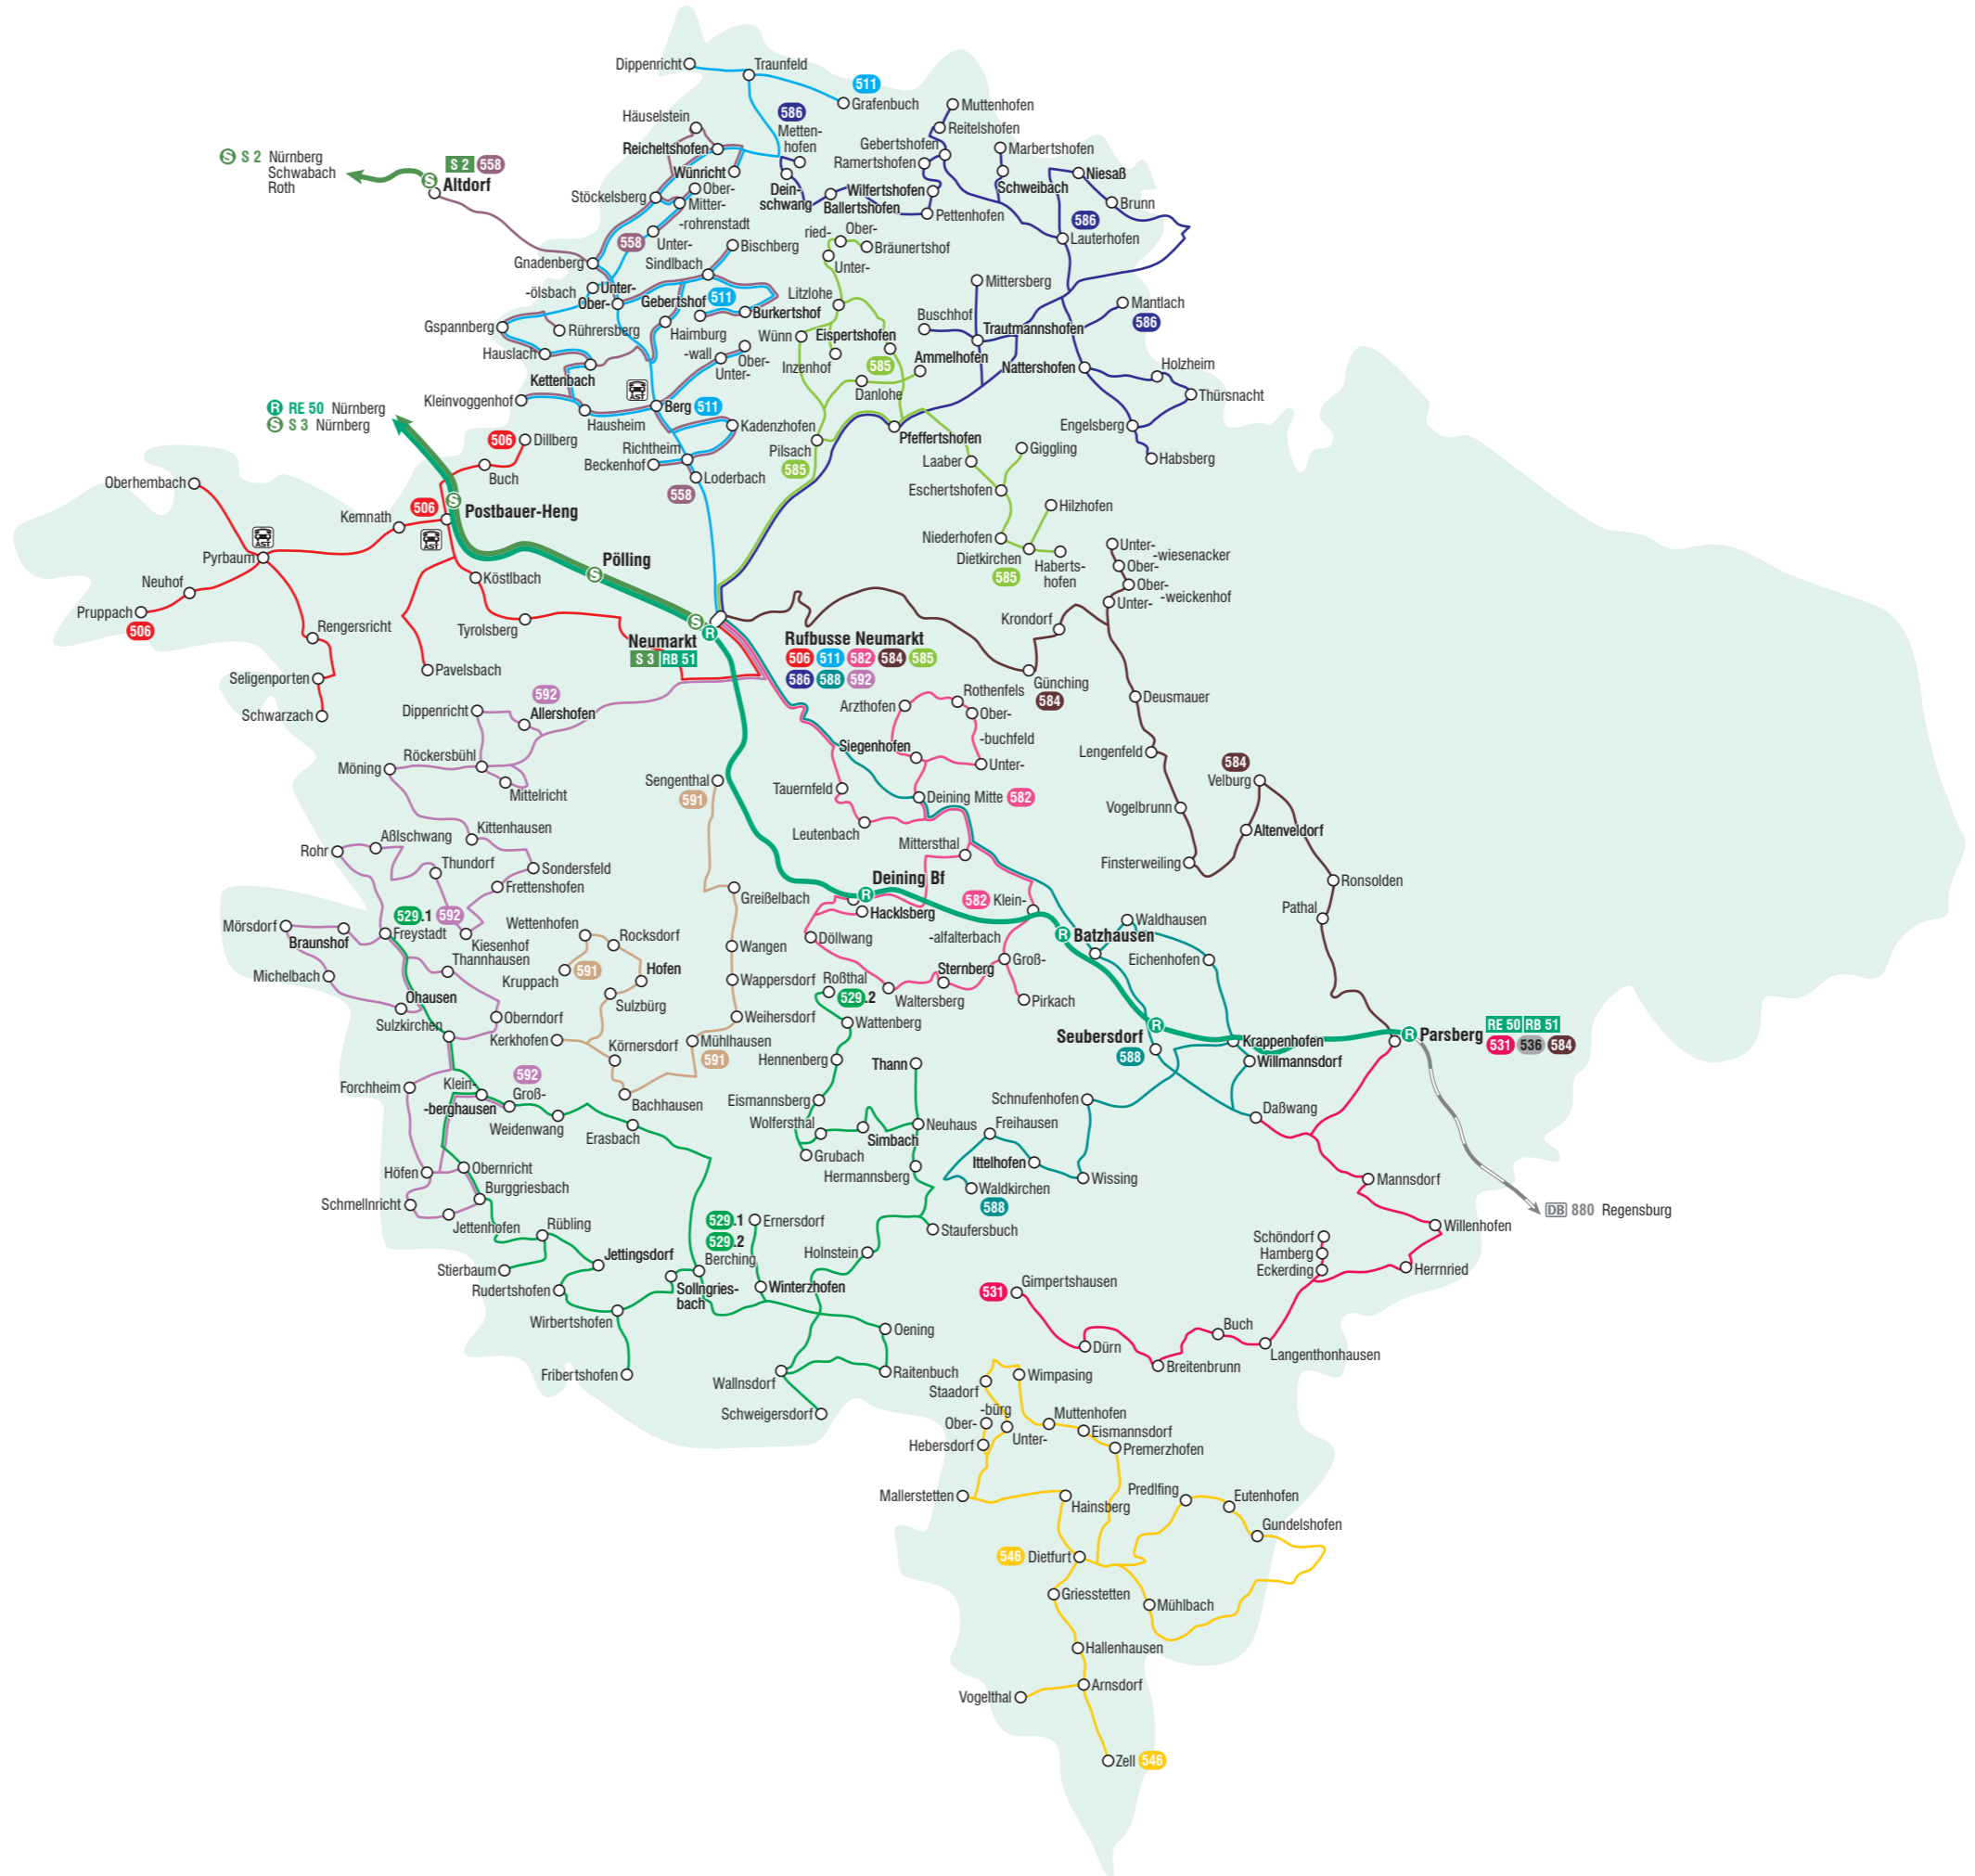 Dippenricht
Traunfeld
511
Grafenbuch
586
Metten-
hofen
Muttenhofen
Reitelshofen
Häuselstein
Reicheltshofen
Gebertshofen
Ramertshofen
Marbertshofen
S S 2 Nürnberg
Schwabach
Roth
S 2 558
S
Altdorf
Wünricht
Dein-
schwang
Wilfertshofen
Ballertshofen
Pettenhofen
Schweibach
Niesaß
Brunn
Stöckelsberg
Ober-
Mitter-
-rohrenstadt
Unter-
558
586
Lauterhofen
ried-
Ober-
Bräunertshof
Unter-
Bischberg
Sindlbach
Gnadenberg
-ölsbach
Unter-
Ober-
Gebertshof
511
Burkertshof
Haimburg
Litzlohe
Mittersberg
Mantlach
586
Gspannberg
Rührersberg
Wünn
Eispertshofen
Buschhof
Trautmannshofen
Hauslach
-wall
Ober-
Unter-
Inzenhof
585
Ammelhofen
Nattershofen
Holzheim
Kettenbach
AST
Danlohe
Thürsnacht
Kleinvoggenhof
Hausheim
Berg
511
R RE 50 Nürnberg
S S 3 Nürnberg
506
Dillberg
Kadenzhofen
Richtheim
Beckenhof
Pilsach
585
Pfeffertshofen
Engelsberg
Habsberg
Buch
Loderbach
558
Laaber
Giggling
Oberhembach
Eschertshofen
Kemnath
506
S
Postbauer-Heng
AST
Hilzhofen
Pyrbaum
AST
Niederhofen
Dietkirchen
585
Haberts-
hofen
Unter-
-wiesenacker
Ober-
Ober-
-weickenhof
Unter-
Neuhof
Pruppach
506
Köstlbach
Pölling
S
Rengersricht
Tyrolsberg
S
R
Neumarkt
S 3 RB 51
Rufbusse Neumarkt
506 511 582 584 585
586 588 592
Krondorf
Günching
584
Pavelsbach
Seligenporten
Schwarzach
592
Dippenricht
Allershofen
Arzthofen
Rothenfels
Ober-
-buchfeld
Unter-
Deusmauer
Siegenhofen
Lengenfeld
Röckersbühl
Möning
Mittelricht
Sengenthal
591
Tauernfeld
Deining Mitte
582
584
Velburg
Leutenbach
Vogelbrunn
Altenveldorf
Kittenhausen
Aßlschwang
Rohr
Mittersthal
Thundorf
Sondersfeld
Frettenshofen
Finsterweiling
Ronsolden
Deining Bf
R
Greißelbach
Hacklsberg
582
Klein-
-alfalterbach
Groß-
Pathal
529.1 592
Mörsdorf
Braunshof
Freystadt
Kiesenhof
Wettenhofen
Rocksdorf
Wangen
Döllwang
R
Batzhausen
Waldhausen
Eichenhofen
Thannhausen
Kruppach
591
Hofen
Michelbach
Wappersdorf
Roßthal
529.2
Waltersberg
Sternberg
Pirkach
Ohausen
Sulzbürg
Oberndorf
Sulzkirchen
Weihersdorf
Wattenberg
Kerkhofen
Mühlhausen
591
Seubersdorf
R
588
Krappenhofen
Willmannsdorf
R
Parsberg
RE 50 RB 51
531 536 584
Körnersdorf
Hennenberg
Thann
Forchheim
592
Klein-
Groß-
-berghausen
Bachhausen
Eismannsberg
Schnufenhofen
Daßwang
Weidenwang
Erasbach
Wolfersthal
Simbach
Neuhaus
Freihausen
Grubach
Hermannsberg
Ittelhofen
Wissing
Höfen
Obernricht
Burggriesbach
Waldkirchen
588
Mannsdorf
Schmellnricht
Jettenhofen
Rübling
529.1
529.2
Ernersdorf
Staufersbuch
Willenhofen
DB 880 Regensburg
Stierbaum
Jettingsdorf
Berching
Holnstein
Schöndorf
Hamberg
Eckerding
Herrnried
Rudertshofen
Sollngries-
bach
Winterzhofen
531
Gimpertshausen
Wirbertshofen
Oening
Dürn
Buch
Breitenbrunn
Langenthonhausen
Fribertshofen
Wallnsdorf
Raitenbuch
Staadorf
Wimpasing
Schweigersdorf
-bürg
Ober-
Unter-
Hebersdorf
Muttenhofen
Eismannsdorf
Premerzhofen
Mallerstetten
Hainsberg
Predlfing
Eutenhofen
Gundelshofen
546
Dietfurt
Griesstetten
Mühlbach
Hallenhausen
Arnsdorf
Vogelthal
Zell
546